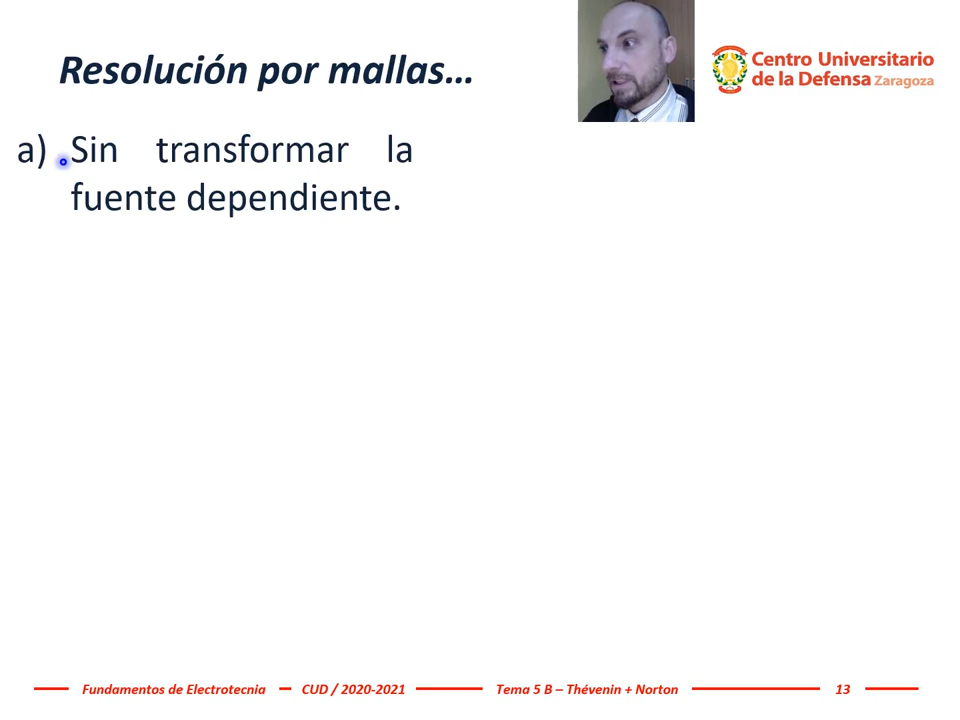 Resolución por mallas...
Centro Universitario
de la Defensa Zaragoza
a) Sin transformar la
fuente dependiente.
Fundamentos de Electrotecnia CUD / 2020-2021 Tema 5 B – Thévenin + Norton 13